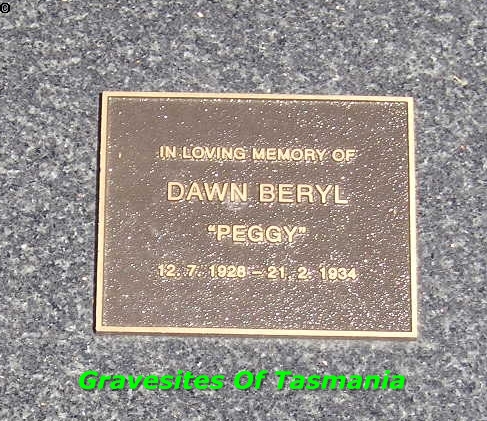 IN LOVING MEMORY OF
DAWN BERYL
"PEGGY"
12. 7. 1928 – 21. 2. 1934
Gravesites Of Tasmania